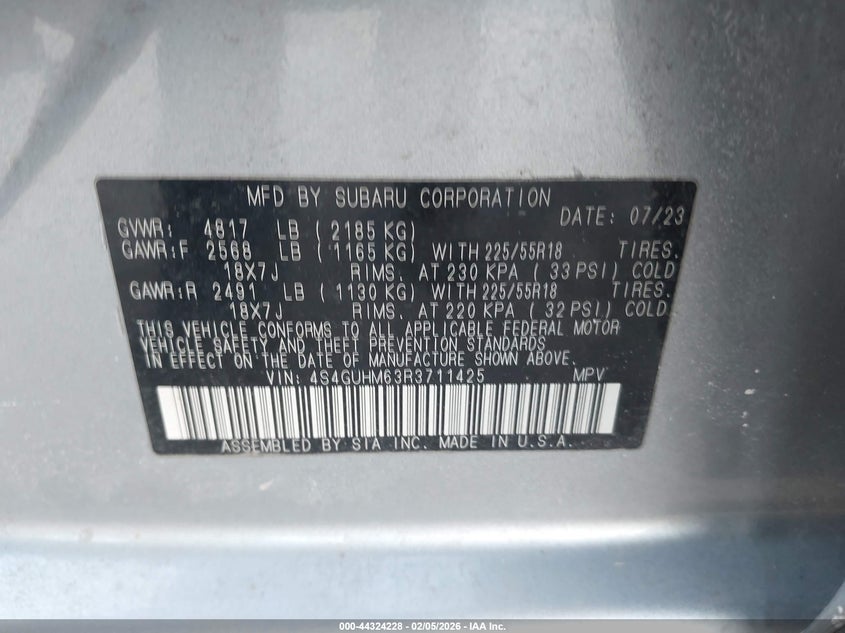 MFD BY SUBARU CORPORATION
DATE: 07/23
GVWR: 4817 LB ( 2185 KG)
GAWR:F 2568 LB ( 1165 KG) WITH 225/55R18 TIRES.
18X7J RIMS. AT 230 KPA ( 33 PSI) COLD
GAWR:R 2491 LB ( 1130 KG) WITH 225/55R18 TIRES.
18X7J RIMS. AT 220 KPA ( 32 PSI) COLD.
THIS VEHICLE CONFORMS TO ALL APPLICABLE FEDERAL MOTOR
VEHICLE SAFETY AND THEFT PREVENTION STANDARDS
IN EFFECT ON THE DATE OF MANUFACTURE SHOWN ABOVE.
VIN: 4S4GUHM63R3711425 MPV
ASSEMBLED BY SIA INC. MADE IN U.S.A.
000-44324228 - 02/05/2026 - IAA Inc.